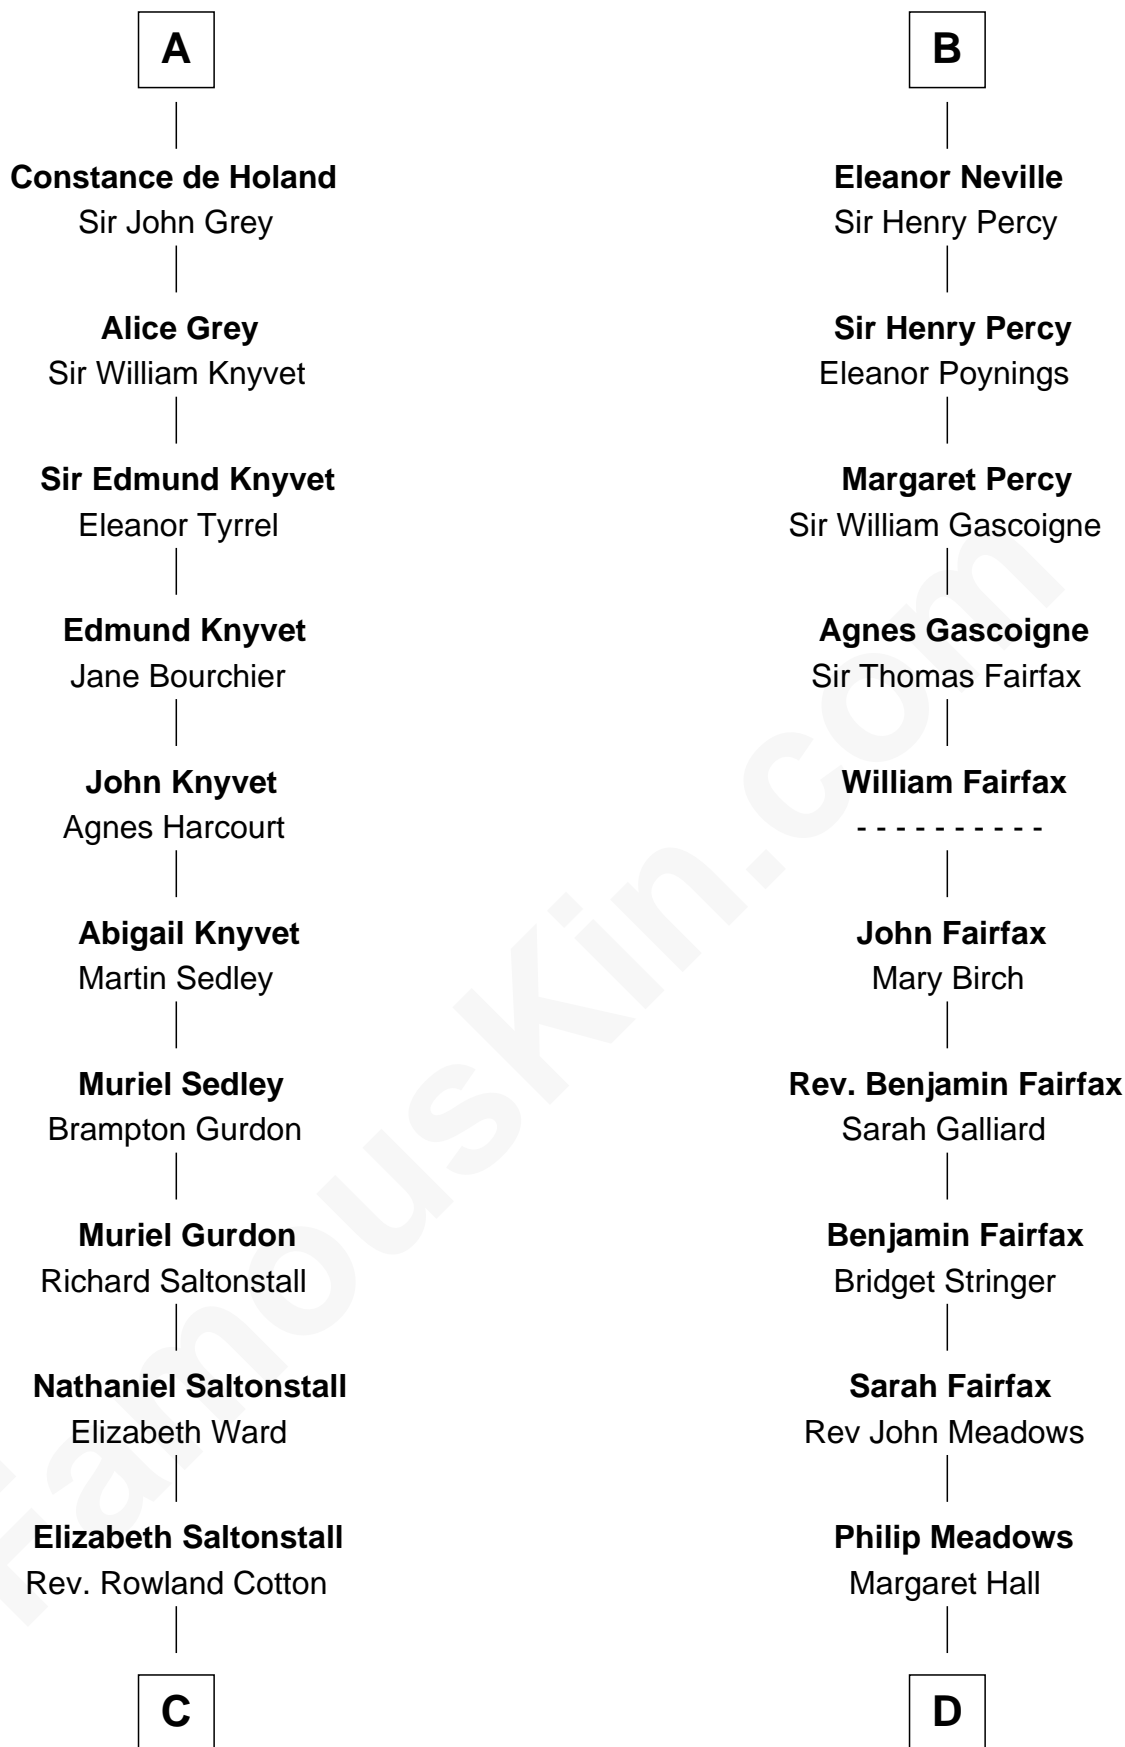 A
Constance de Holand
Sir John Grey
Alice Grey
Sir William Knyvet
Sir Edmund Knyvet
Eleanor Tyrrel
Edmund Knyvet
Jane Bourchier
John Knyvet
Agnes Harcourt
Abigail Knyvet
Martin Sedley
Muriel Sedley
Brampton Gurdon
Muriel Gurdon
Richard Saltonstall
Nathaniel Saltonstall
Elizabeth Ward
Elizabeth Saltonstall
Rev. Rowland Cotton
C
B
Eleanor Neville
Sir Henry Percy
Sir Henry Percy
Eleanor Poynings
Margaret Percy
Sir William Gascoigne
Agnes Gascoigne
Sir Thomas Fairfax
William Fairfax
- - - - - - - - - -
John Fairfax
Mary Birch
Rev. Benjamin Fairfax
Sarah Galliard
Benjamin Fairfax
Bridget Stringer
Sarah Fairfax
Rev John Meadows
Philip Meadows
Margaret Hall
D
FamousKin.com